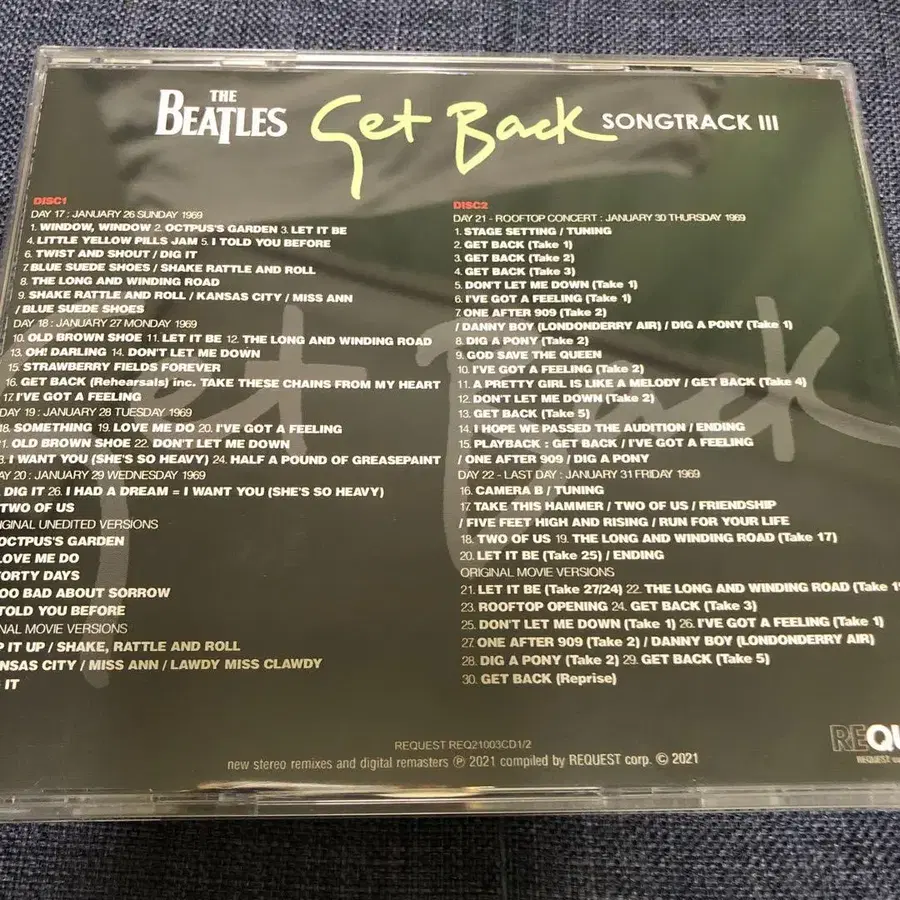 THE
BEATLES Get Back SONGTRACK III
DISC1
DAY 17 : JANUARY 26 SUNDAY 1969
1. WINDOW, WINDOW 2. OCTPUS'S GARDEN 3. LET IT BE
4. LITTLE YELLOW PILLS JAM 5. I TOLD YOU BEFORE
6. TWIST AND SHOUT / DIG IT
7. BLUE SUEDE SHOES / SHAKE RATTLE AND ROLL
8. THE LONG AND WINDING ROAD
9. SHAKE RATTLE AND ROLL / KANSAS CITY / MISS ANN
/ BLUE SUEDE SHOES
DAY 18 : JANUARY 27 MONDAY 1969
10. OLD BROWN SHOE 11. LET IT BE 12. THE LONG AND WINDING ROAD
13. OH! DARLING 14. DON'T LET ME DOWN
15. STRAWBERRY FIELDS FOREVER
16. GET BACK (Rehearsals) inc. TAKE THESE CHAINS FROM MY HEART
17. I'VE GOT A FEELING
DAY 19 : JANUARY 28 TUESDAY 1969
18. SOMETHING 19. LOVE ME DO 20. I'VE GOT A FEELING
1. OLD BROWN SHOE 22. DON'T LET ME DOWN
3. I WANT YOU (SHE'S SO HEAVY) 24. HALF A POUND OF GREASEPAINT
AY 20 : JANUARY 29 WEDNESDAY 1969
DIG IT 26. I HAD A DREAM = I WANT YOU (SHE'S SO HEAVY)
TWO OF US
IGINAL UNEDITED VERSIONS
OCTPUS'S GARDEN
LOVE ME DO
FORTY DAYS
OO BAD ABOUT SORROW
TOLD YOU BEFORE
NAL MOVIE VERSIONS
P IT UP / SHAKE, RATTLE AND ROLL
NSAS CITY / MISS ANN / LAWDY MISS CLAWDY
IT
DISC2
DAY 21 - ROOFTOP CONCERT : JANUARY 30 THURSDAY 1969
1. STAGE SETTING / TUNING
2. GET BACK (Take 1)
3. GET BACK (Take 2)
4. GET BACK (Take 3)
5. DON'T LET ME DOWN (Take 1)
6. I'VE GOT A FEELING (Take 1)
7. ONE AFTER 909 (Take 2)
/ DANNY BOY (LONDONDERRY AIR) / DIG A PONY (Take 1)
8. DIG A PONY (Take 2)
9. GOD SAVE THE QUEEN
10. I'VE GOT A FEELING (Take 2)
11. A PRETTY GIRL IS LIKE A MELODY / GET BACK (Take 4)
12. DON'T LET ME DOWN (Take 2)
13. GET BACK (Take 5)
14. I HOPE WE PASSED THE AUDITION / ENDING
15. PLAYBACK : GET BACK / I'VE GOT A FEELING
/ ONE AFTER 909 / DIG A PONY
DAY 22 - LAST DAY : JANUARY 31 FRIDAY 1969
16. CAMERA B / TUNING
17. TAKE THIS HAMMER / TWO OF US / FRIENDSHIP
/ FIVE FEET HIGH AND RISING / RUN FOR YOUR LIFE
18. TWO OF US 19. THE LONG AND WINDING ROAD (Take 17)
20. LET IT BE (Take 25) / ENDING
ORIGINAL MOVIE VERSIONS
21. LET IT BE (Take 27/24) 22. THE LONG AND WINDING ROAD (Take 19
23. ROOFTOP OPENING 24. GET BACK (Take 3)
25. DON'T LET ME DOWN (Take 1) 26. I'VE GOT A FEELING (Take 1)
27. ONE AFTER 909 (Take 2) / DANNY BOY (LONDONDERRY AIR)
28. DIG A PONY (Take 2) 29. GET BACK (Take 5)
30. GET BACK (Reprise)
Get Back
REQUEST REQ21003CD1/2
new stereo remixes and digital remasters ℗ 2021 compiled by REQUEST corp. © 2021
REQU
REQUEST